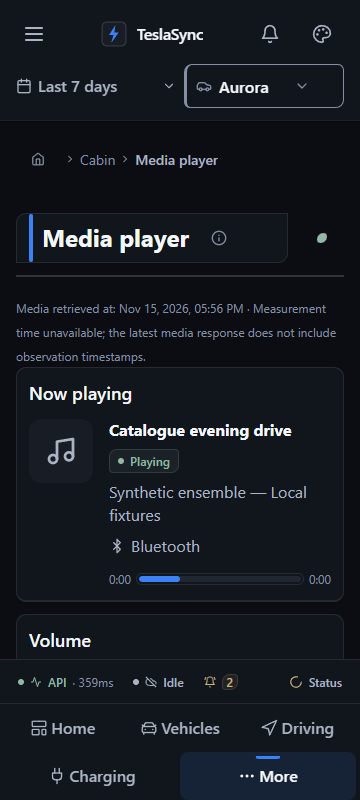 TeslaSync
Last 7 days
Aurora
Cabin
Media player
Media player
Media retrieved at: Nov 15, 2026, 05:56 PM · Measurement
time unavailable; the latest media response does not include
observation timestamps.
Now playing
Catalogue evening drive
Playing
Synthetic ensemble — Local
fixtures
Bluetooth
0:00
0:00
Volume
API · 359ms
Idle
2
Status
Home
Vehicles
Driving
Charging
More